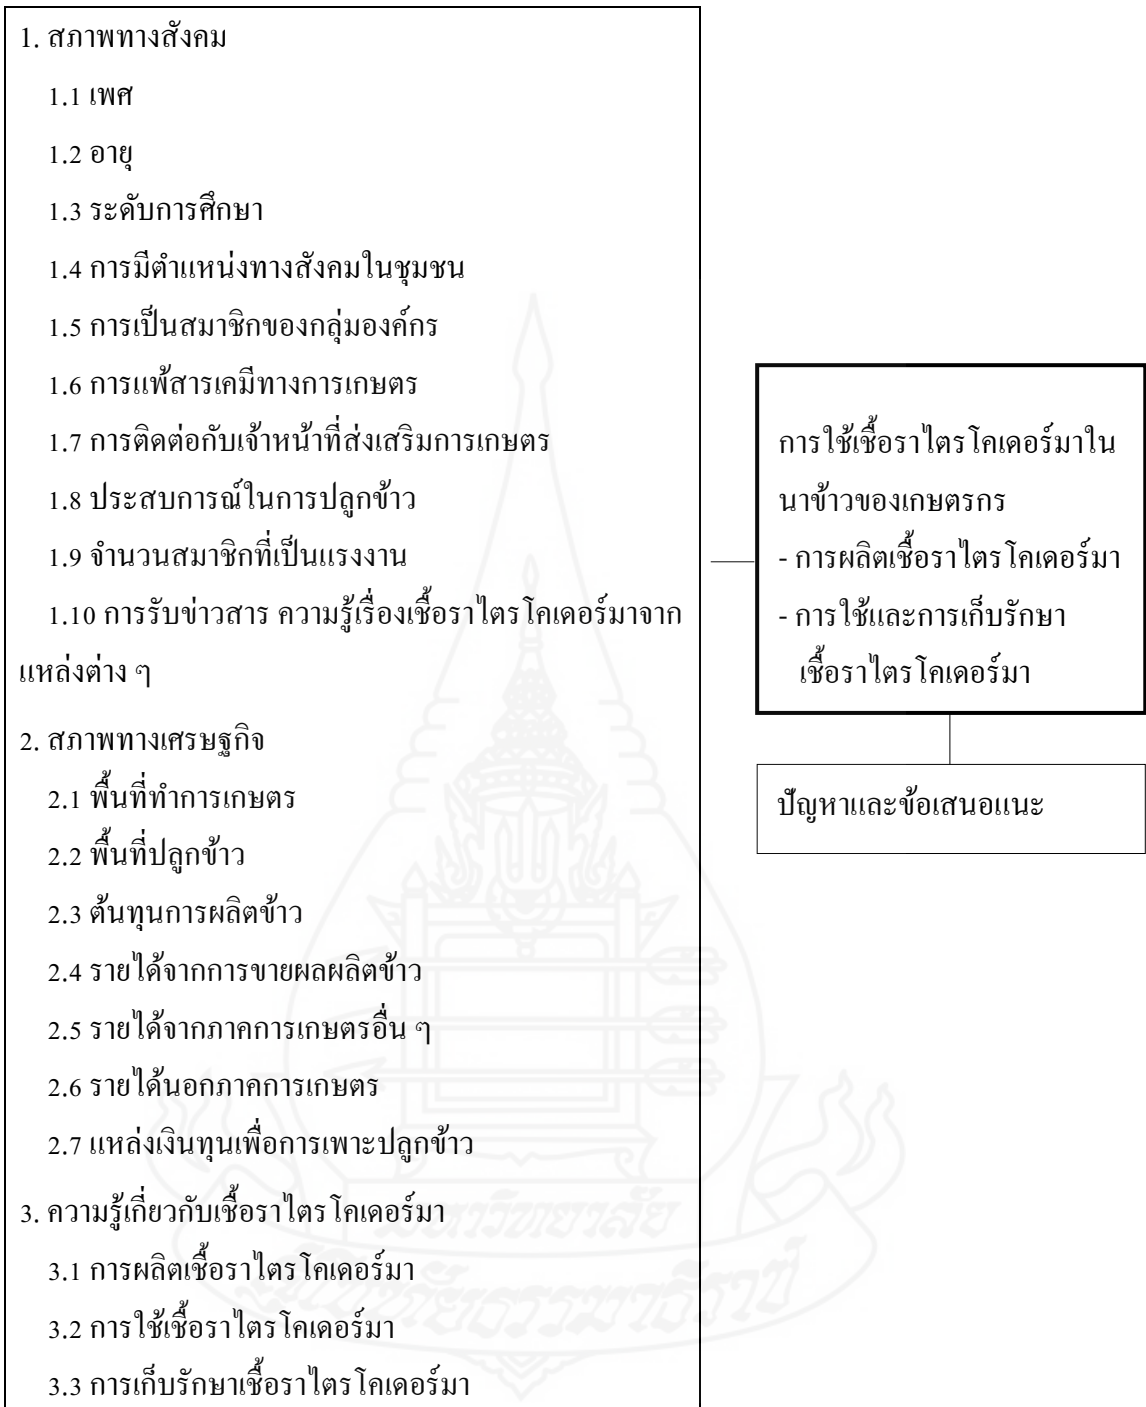 1. สภาพทางสังคม
1.1 เพศ
1.2 อายุ
1.3 ระดับการศึกษา
1.4 การมีตำแหน่งทางสังคมในชุมชน
1.5 การเป็นสมาชิกของกลุ่มองค์กร
1.6 การแพ้สารเคมีทางการเกษตร
1.7 การติดต่อกับเจ้าหน้าที่ส่งเสริมการเกษตร
1.8 ประสบการณ์ในการปลูกข้าว
1.9 จำนวนสมาชิกที่เป็นแรงงาน
1.10 การรับข่าวสาร ความรู้เรื่องเชื้อราไตรโคเดอร์มาจาก
แหล่งต่าง ๆ
2. สภาพทางเศรษฐกิจ
2.1 พื้นที่ทำการเกษตร
2.2 พื้นที่ปลูกข้าว
2.3 ต้นทุนการผลิตข้าว
2.4 รายได้จากการขายผลผลิตข้าว
2.5 รายได้จากภาคการเกษตรอื่น ๆ
2.6 รายได้นอกภาคการเกษตร
2.7 แหล่งเงินทุนเพื่อการเพาะปลูกข้าว
3. ความรู้เกี่ยวกับเชื้อราไตรโคเดอร์มา
3.1 การผลิตเชื้อราไตรโคเดอร์มา
3.2 การใช้เชื้อราไตรโคเดอร์มา
3.3 การเก็บรักษาเชื้อราไตรโคเดอร์มา
การใช้เชื้อราไตรโคเดอร์มาใน
นาข้าวของเกษตรกร
- การผลิตเชื้อราไตรโคเดอร์มา
- การใช้และการเก็บรักษา
เชื้อราไตรโคเดอร์มา
ปัญหาและข้อเสนอแนะ
มหาวิทยาลัย
สุโขทัยธรรมาธิราช